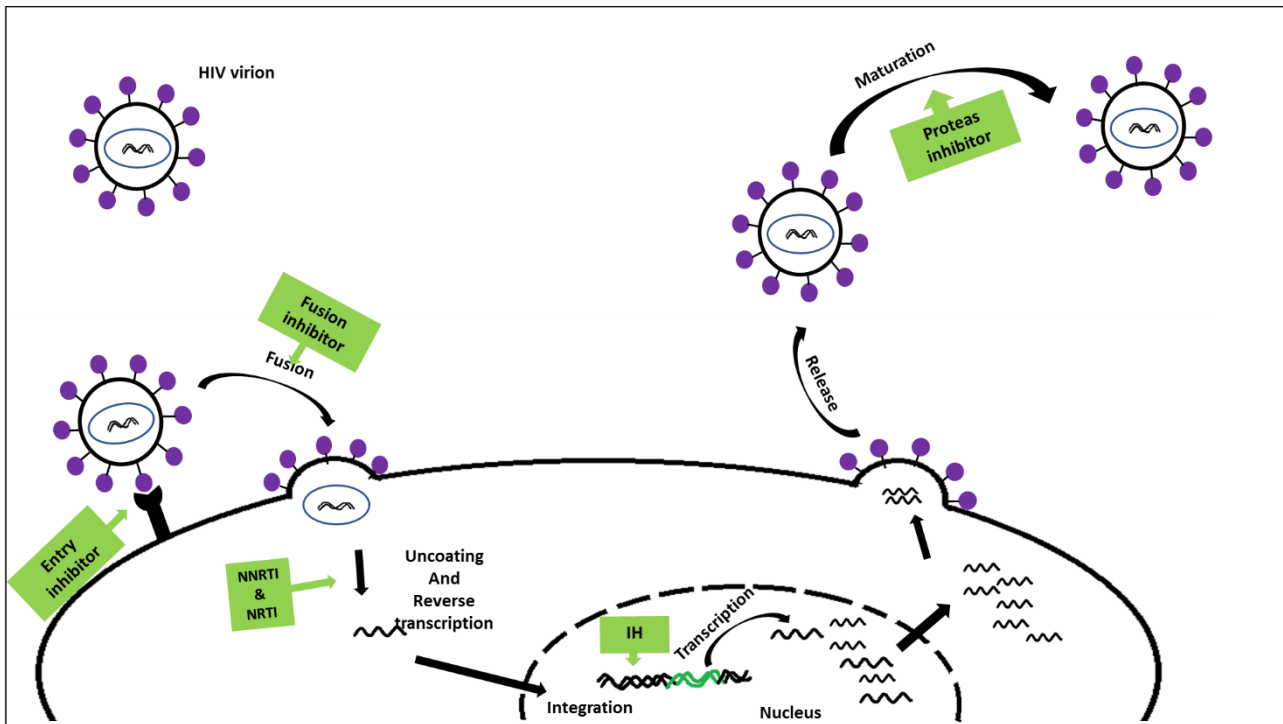 HIV virion
Maturation
Proteas
inhibitor
Fusion
inhibitor
Fusion
Release
Entry
inhibitor
NNRTI
&
NRTI
Uncoating
And
Reverse
transcription
IH
Transcription
Integration
Nucleus